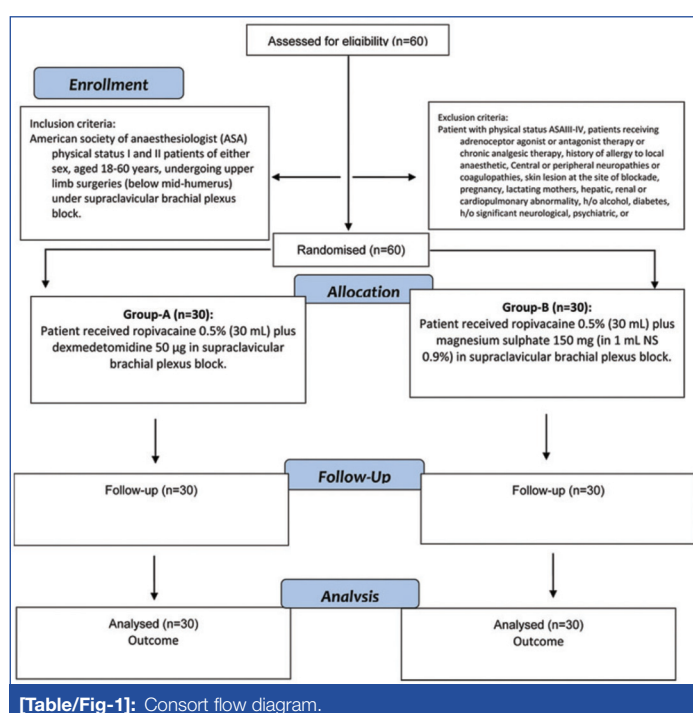 Assessed for eligibility (n=60)
Enrollment
Inclusion criteria:
American society of anaesthesiologist (ASA)
physical status I and II patients of either
sex, aged 18-60 years, undergoing upper
limb surgeries (below mid-humerus)
under supraclavicular brachial plexus
block.
Exclusion criteria:
Patient with physical status ASAIII-IV, patients receiving
adrenoceptor agonist or antagonist therapy or
chronic analgesic therapy, history of allergy to local
anaesthetic, Central or peripheral neuropathies or
coagulopathies, skin lesion at the site of blockade,
pregnancy, lactating mothers, hepatic, renal or
cardiopulmonary abnormality, h/o alcohol, diabetes,
h/o significant neurological, psychiatric, or
Randomised (n=60)
Allocation
Group-A (n=30):
Patient received ropivacaine 0.5% (30 mL) plus
dexmedetomidine 50 µg in supraclavicular
brachial plexus block.
Group-B (n=30):
Patient received ropivacaine 0.5% (30 mL) plus
magnesium sulphate 150 mg (in 1 mL NS
0.9%) in supraclavicular brachial plexus block.
Follow-Up
Follow-up (n=30)
Follow-up (n=30)
Analysis
Analysed (n=30)
Outcome
Analysed (n=30)
Outcome
[Table/Fig-1]: Consort flow diagram.